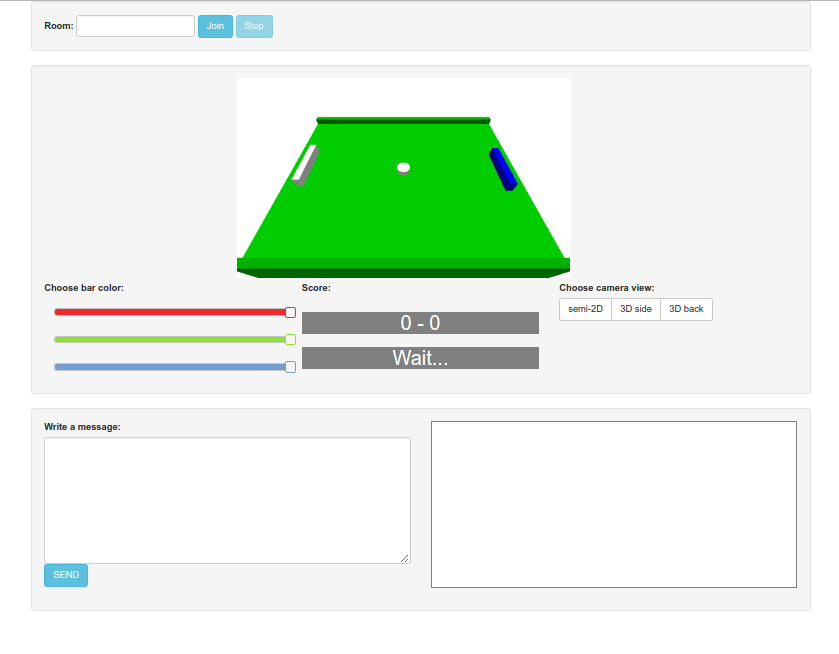 Room: Join Stop
Choose bar color: Score: Choose camera view:
semi-2D 3D side 3D back
0 - 0
Wait...
Write a message:
SEND